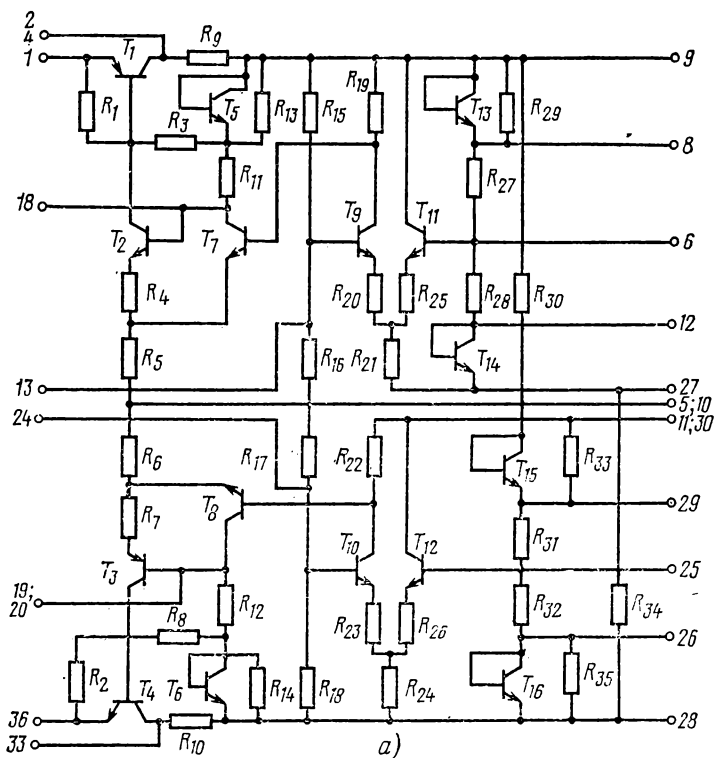 2
4
1
T1
R9
9
R1
T5
R13
R15
R19
T13
R29
R3
8
R11
R27
18
T2
T7
T9
T11
6
R4
R20
R25
R28
R30
12
R5
R16
R21
T14
13
27
5;10
24
11;30
R6
R17
R22
T15
R33
R7
T8
29
R31
T3
T10
T12
25
19;
20
R8
R12
R23
R26
R32
R34
26
R2
T4
T6
R14
R18
R24
T16
R35
36
28
33
R10
а)